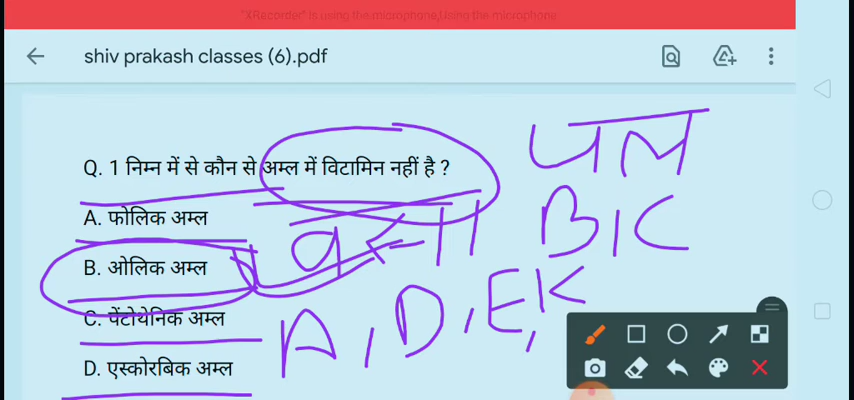 "XRecorder" is using the microphone,Using the microphone
shiv prakash classes (6).pdf
Q. 1 निम्न में से कौन से अम्ल में विटामिन नहीं है ?
जल
A. फोलिक अम्ल
B, C
B. ओलिक अम्ल
C. पेंटोथेनिक अम्ल
A, D, E, K
D. एस्कोरबिक अम्ल